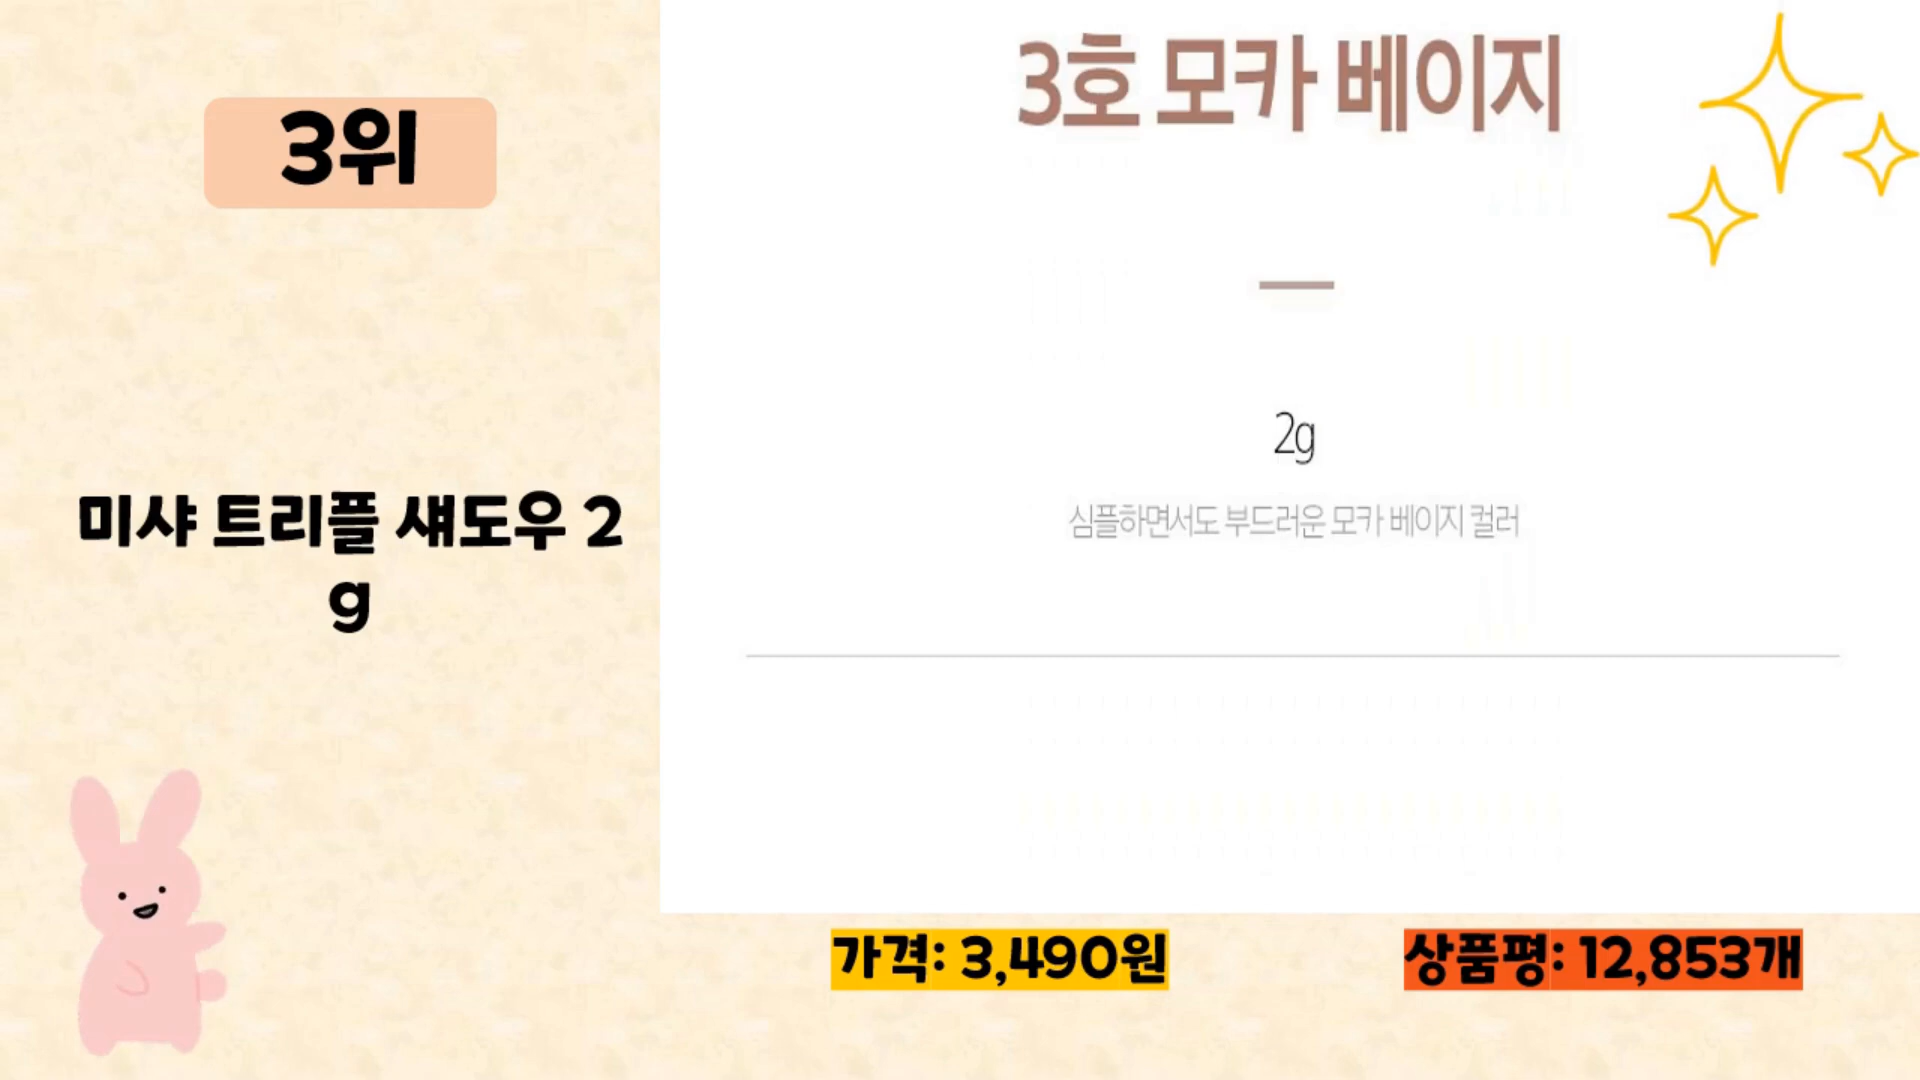 3위
미샤 트리플 섀도우 2
g
3호 모카 베이지
2g
심플하면서도 부드러운 모카 베이지 컬러
가격: 3,490원
상품평: 12,853개